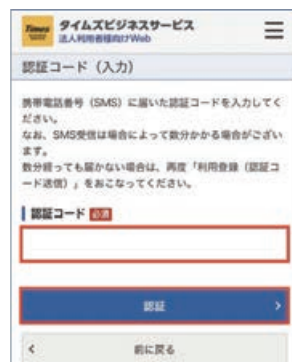 Times タイムズビジネスサービス
法人利用者様向けWeb
認証コード（入力）
携帯電話番号（SMS）に届いた認証コードを入力してく
ださい。
なお、SMS受信は場合によって数分かかる場合がござい
ます。
数分経っても届かない場合は、再度「利用登録（認証コ
ード送信）」をおこなってください。
認証コード 必須
認証 >
< 前に戻る